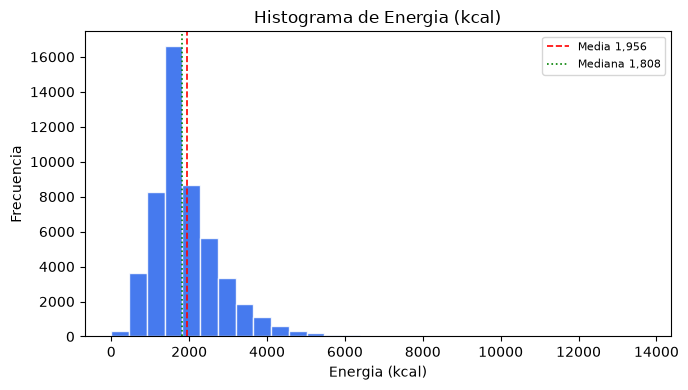 Histograma de Energia (kcal)
Media 1,956
Mediana 1,808
Frecuencia
16000
14000
12000
10000
8000
6000
4000
2000
0
0 2000 4000 6000 8000 10000 12000 14000
Energia (kcal)